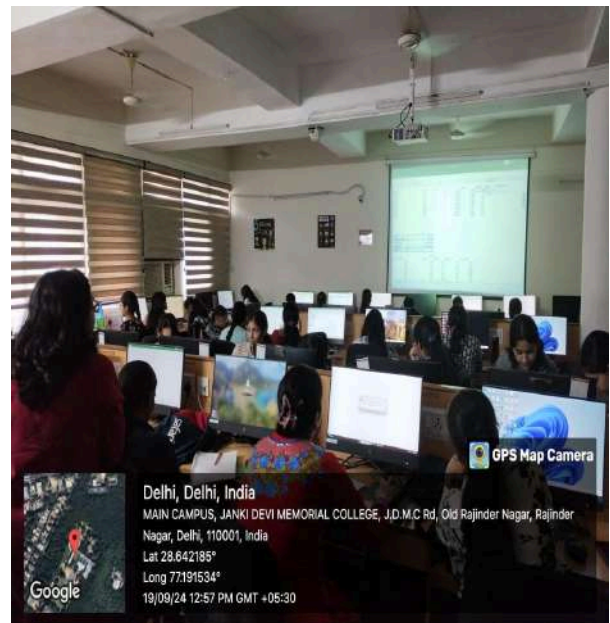 GPS Map Camera
Delhi, Delhi, India
MAIN CAMPUS, JANKI DEVI MEMORIAL COLLEGE, J.D.M.C Rd, Old Rajinder Nagar, Rajinder
Nagar, Delhi, 110001, India
Lat 28.642185°
Long 77.191534°
19/09/24 12:57 PM GMT +05:30
Google